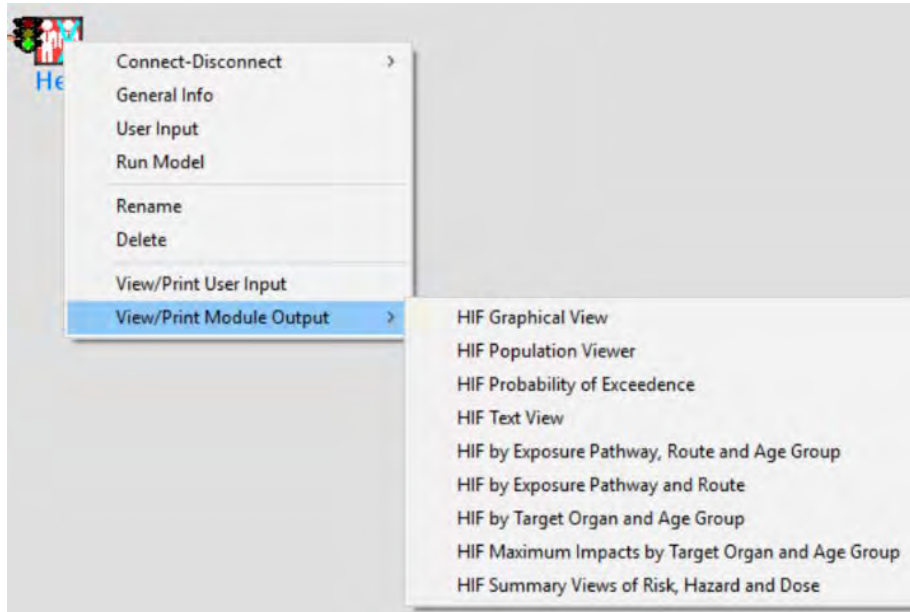 He
Connect-Disconnect
General Info
User Input
Run Model
Rename
Delete
View/Print User Input
View/Print Module Output
HIF Graphical View
HIF Population Viewer
HIF Probability of Exceedence
HIF Text View
HIF by Exposure Pathway, Route and Age Group
HIF by Exposure Pathway and Route
HIF by Target Organ and Age Group
HIF Maximum Impacts by Target Organ and Age Group
HIF Summary Views of Risk, Hazard and Dose